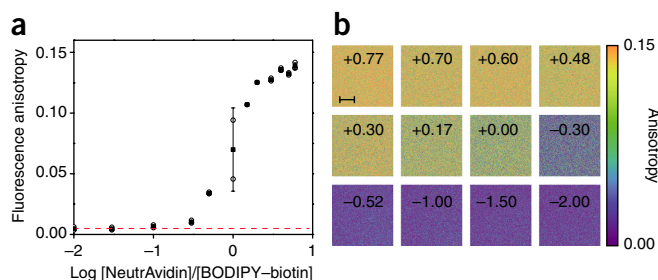 a
Fluorescence anisotropy
0.15
0.10
0.05
0.00
−2 −1 0 1
Log [NeutrAvidin]/[BODIPY–biotin]
b
+0.77 +0.70 +0.60 +0.48
+0.30 +0.17 +0.00 −0.30
−0.52 −1.00 −1.50 −2.00
0.15
Anisotropy
0.00